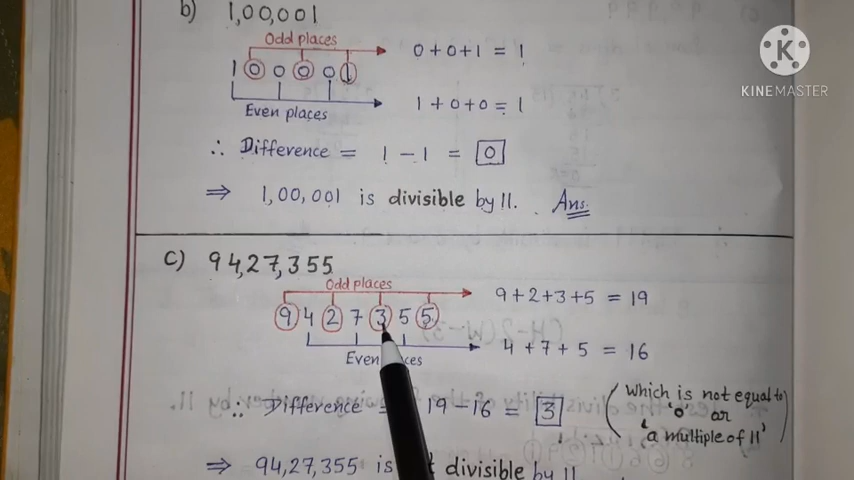 b) 1,00,001
Odd places
0+0+1 = 1
1 0 0 0 0 1
Even places
1+0+0 = 1
∴ Difference = 1 - 1 = 0
⇒ 1,00,001 is divisible by 11. Ans.
c) 94,27,355
Odd places
9+2+3+5 = 19
9 4 2 7 3 5 5
Even
4 + 7 + 5 = 16
∴ Difference = 19-16 = 3
(Which is not equal to
'0' or
'a multiple of 11')
⇒ 94,27,355 is divisible by 11
K
KINEMASTER